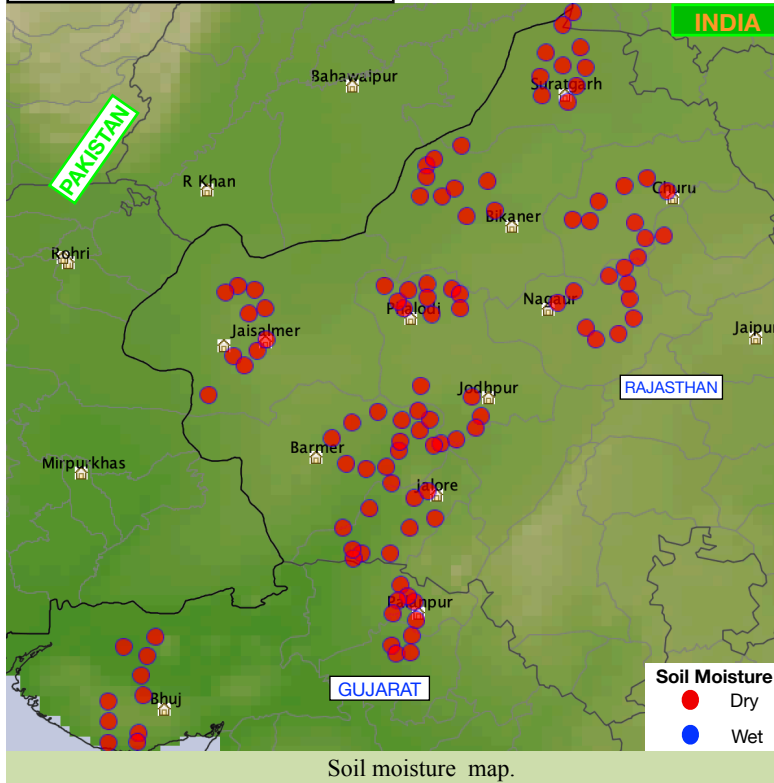 INDIA
Bahawalpur
Suratgarh
PAKISTAN
R Khan
Churu
Bikaner
Rohri
Phalodi
Nagaur
Jaisalmer
Jaipur
Jodhpur
RAJASTHAN
Barmer
Mirpurkhas
Jalore
Palanpur
GUJARAT
Bhuj
Soil Moisture
Dry
Wet
Soil moisture map.